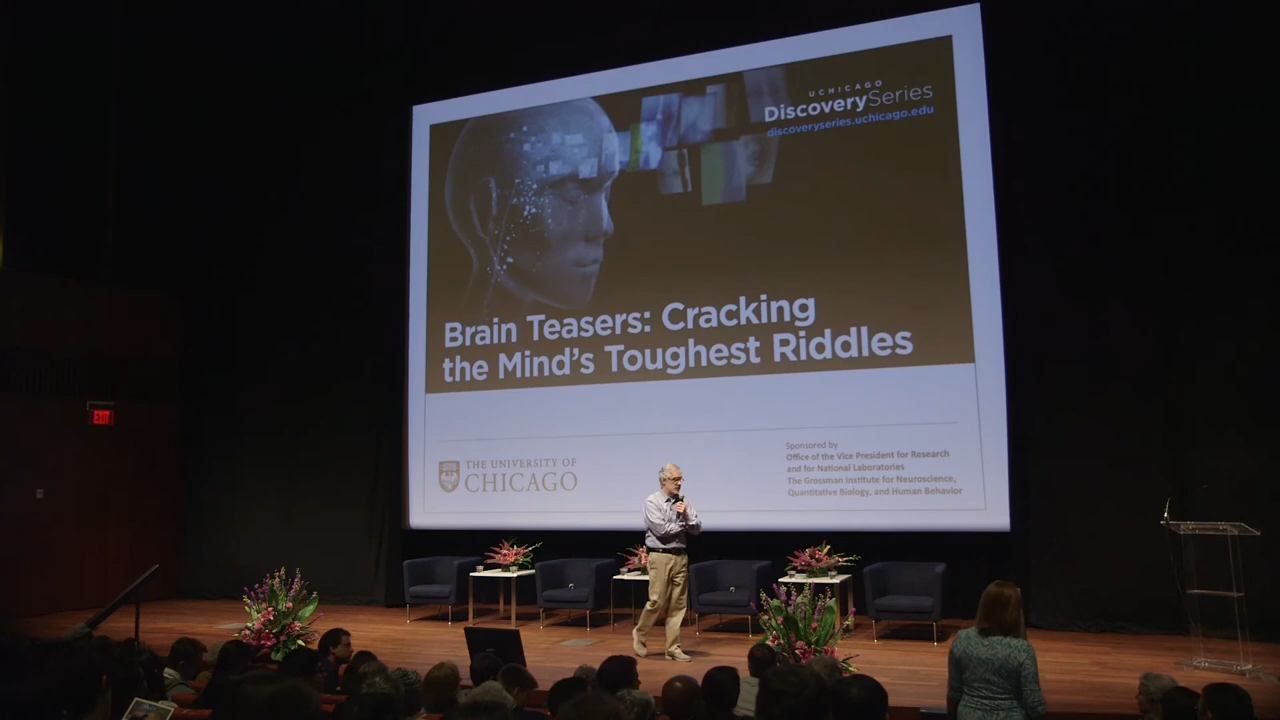 UCHICAGO
DiscoverySeries
discoveryseries.uchicago.edu
Brain Teasers: Cracking
the Mind's Toughest Riddles
THE UNIVERSITY OF
CHICAGO
Sponsored by
Office of the Vice President for Research
and for National Laboratories
The Grossman Institute for Neuroscience,
Quantitative Biology, and Human Behavior
EXIT